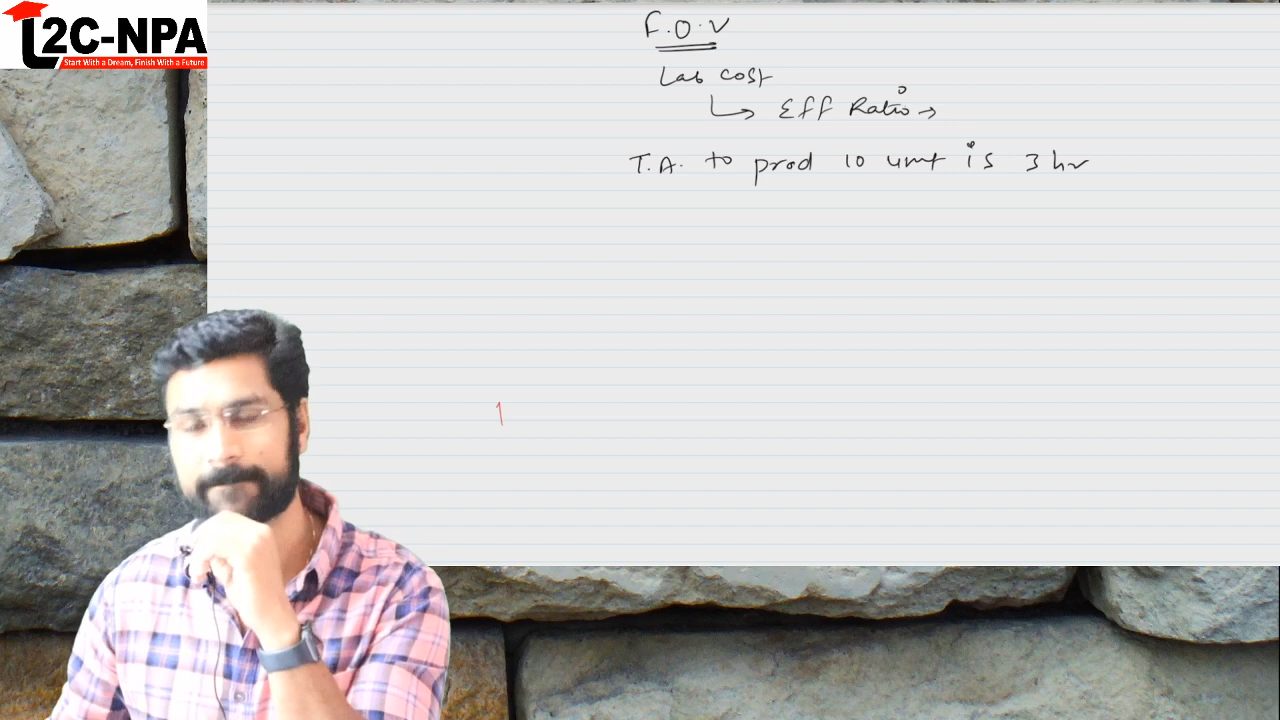 L2C-NPA
Start With a Dream, Finish With a Future
F.O.V
Lab cost
↳ Eff Ratio →
T.A. to prod 10 unit is 3 hr
1